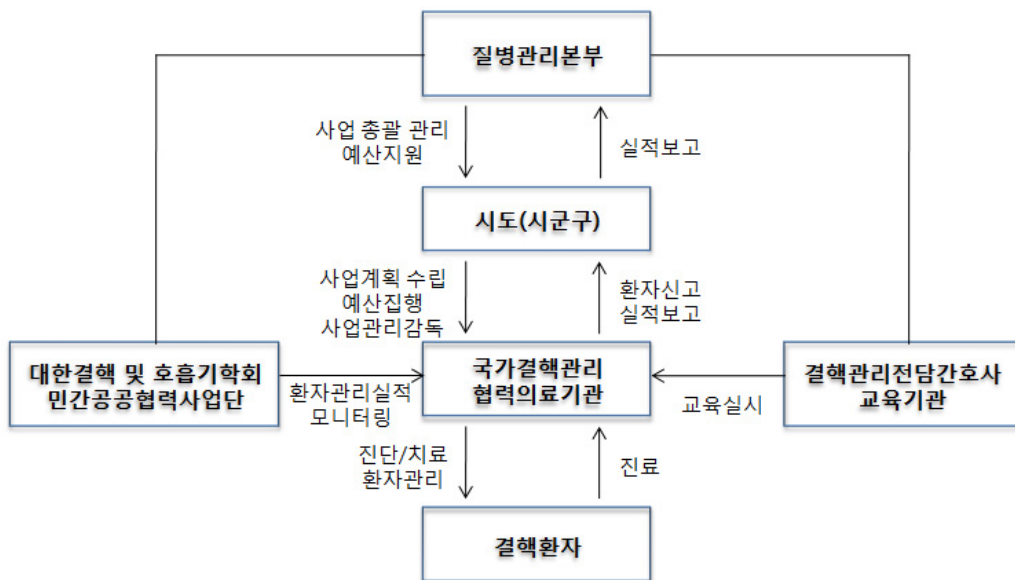 질병관리본부
사업 총괄 관리
예산지원
실적보고
시도(시군구)
사업계획 수립
예산집행
사업관리감독
환자신고
실적보고
대한결핵 및 호흡기학회
민간공공협력사업단
환자관리실적
모니터링
국가결핵관리
협력의료기관
교육실시
결핵관리전담간호사
교육기관
진단/치료
환자관리
진료
결핵환자